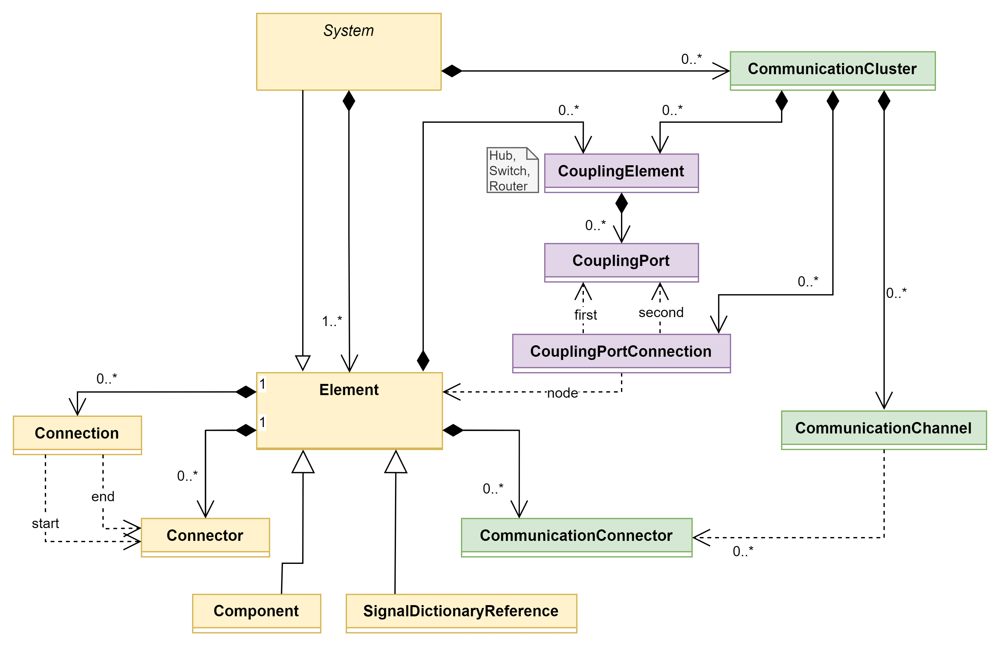 System
0..*
CommunicationCluster
0..*
0..*
Hub,
Switch,
Router
CouplingElement
0..*
CouplingPort
0..*
0..*
first
second
1..*
CouplingPortConnection
0..*
1
Element
node
1
Connection
CommunicationChannel
0..*
0..*
end
start
Connector
CommunicationConnector
0..*
Component
SignalDictionaryReference